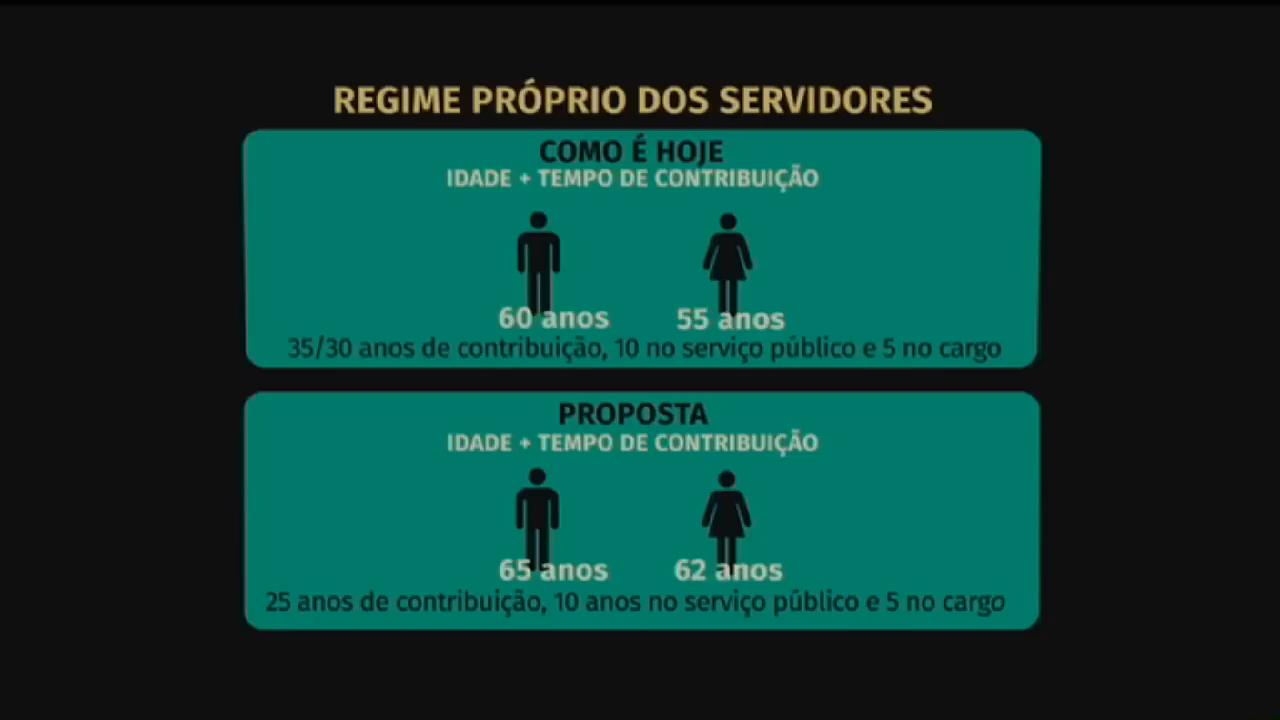 REGIME PRÓPRIO DOS SERVIDORES
COMO É HOJE
IDADE + TEMPO DE CONTRIBUIÇÃO
60 anos 55 anos
35/30 anos de contribuição, 10 no serviço público e 5 no cargo
PROPOSTA
IDADE + TEMPO DE CONTRIBUIÇÃO
65 anos 62 anos
25 anos de contribuição, 10 anos no serviço público e 5 no cargo